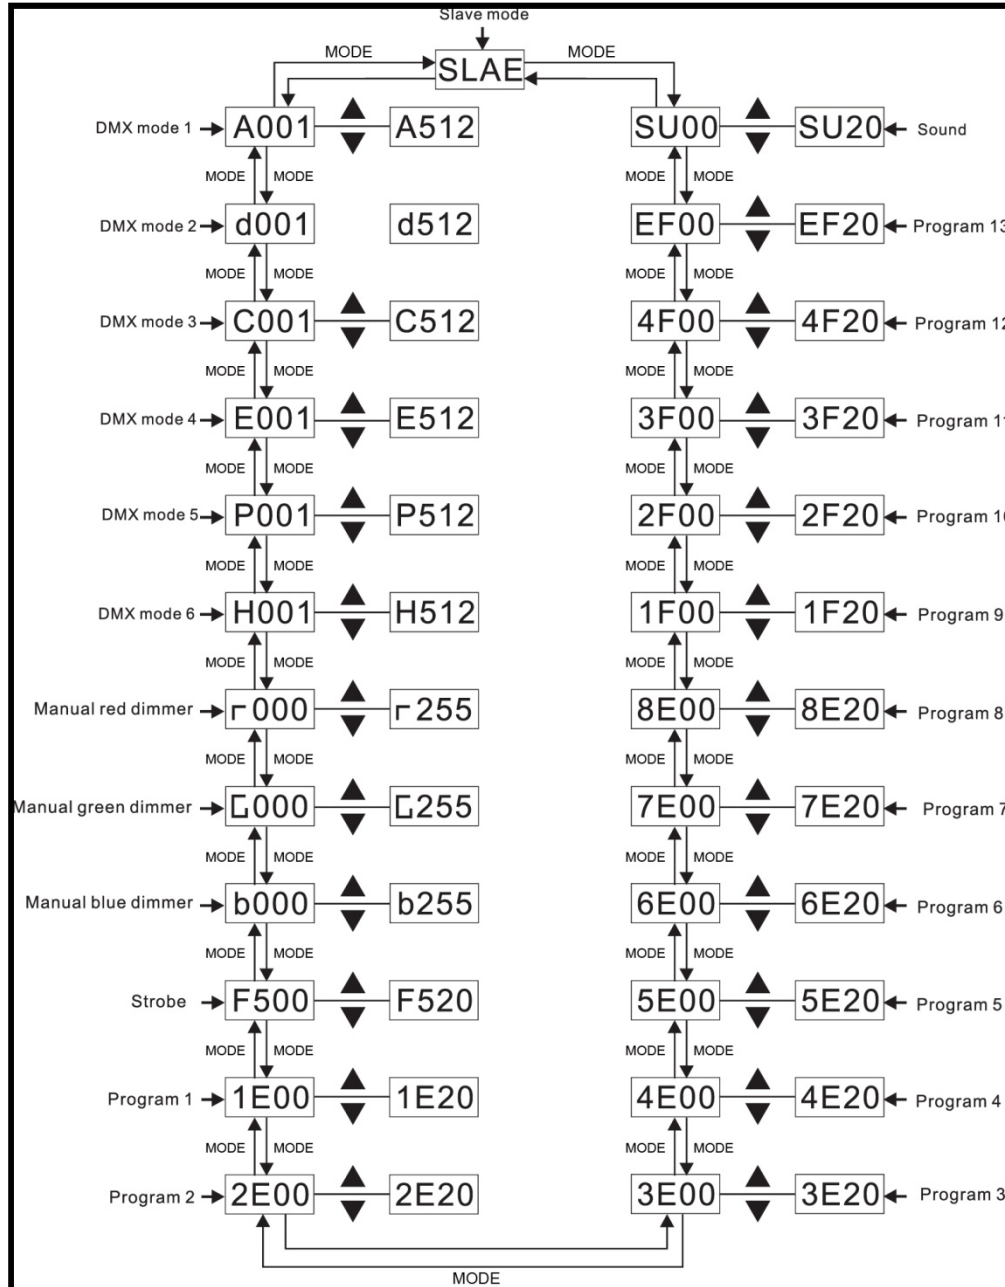 Slave mode
MODE SLAE MODE
DMX mode 1 A001 A512 SU00 SU20 Sound
MODE MODE MODE MODE
DMX mode 2 d001 d512 EF00 EF20 Program 13
MODE MODE MODE MODE
DMX mode 3 C001 C512 4F00 4F20 Program 12
MODE MODE MODE MODE
DMX mode 4 E001 E512 3F00 3F20 Program 11
MODE MODE MODE MODE
DMX mode 5 P001 P512 2F00 2F20 Program 10
MODE MODE MODE MODE
DMX mode 6 H001 H512 1F00 1F20 Program 9
MODE MODE MODE MODE
Manual red dimmer r000 r255 8E00 8E20 Program 8
MODE MODE MODE MODE
Manual green dimmer G000 G255 7E00 7E20 Program 7
MODE MODE MODE MODE
Manual blue dimmer b000 b255 6E00 6E20 Program 6
MODE MODE MODE MODE
Strobe F500 F520 5E00 5E20 Program 5
MODE MODE MODE MODE
Program 1 1E00 1E20 4E00 4E20 Program 4
MODE MODE MODE MODE
Program 2 2E00 2E20 3E00 3E20 Program 3
MODE